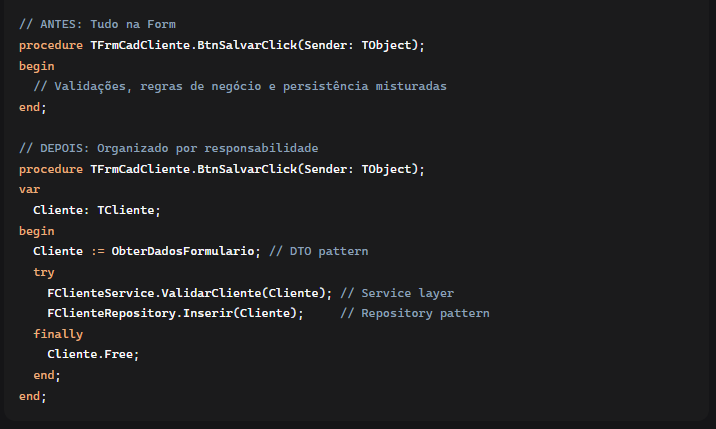 // ANTES: Tudo na Form
procedure TFrmCadCliente.BtnSalvarClick(Sender: TObject);
begin
  // Validações, regras de negócio e persistência misturadas
end;

// DEPOIS: Organizado por responsabilidade
procedure TFrmCadCliente.BtnSalvarClick(Sender: TObject);
var
  Cliente: TCliente;
begin
  Cliente := ObterDadosFormulario; // DTO pattern
  try
    FClienteService.ValidarCliente(Cliente); // Service layer
    FClienteRepository.Inserir(Cliente);     // Repository pattern
  finally
    Cliente.Free;
  end;
end;